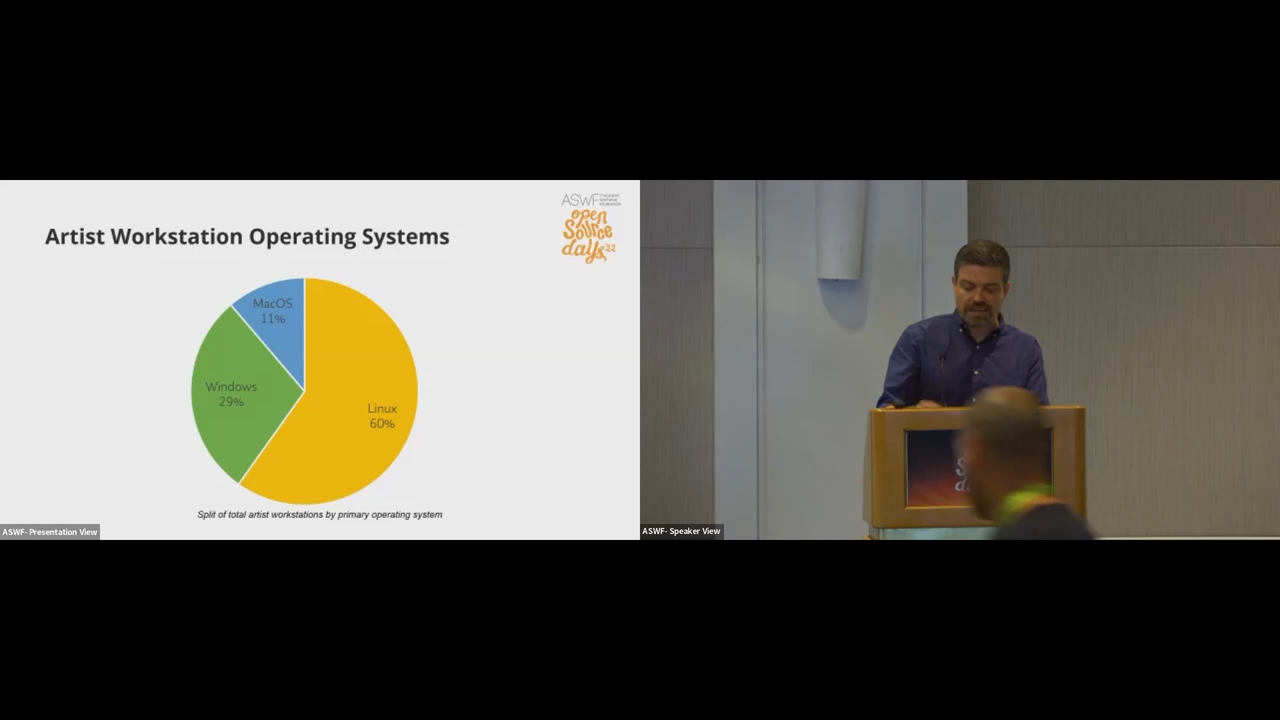 Artist Workstation Operating Systems
ASWF
open
Source
days '22
MacOS
11%
Windows
29%
Linux
60%
Split of total artist workstations by primary operating system
ASWF- Presentation View
ASWF- Speaker View